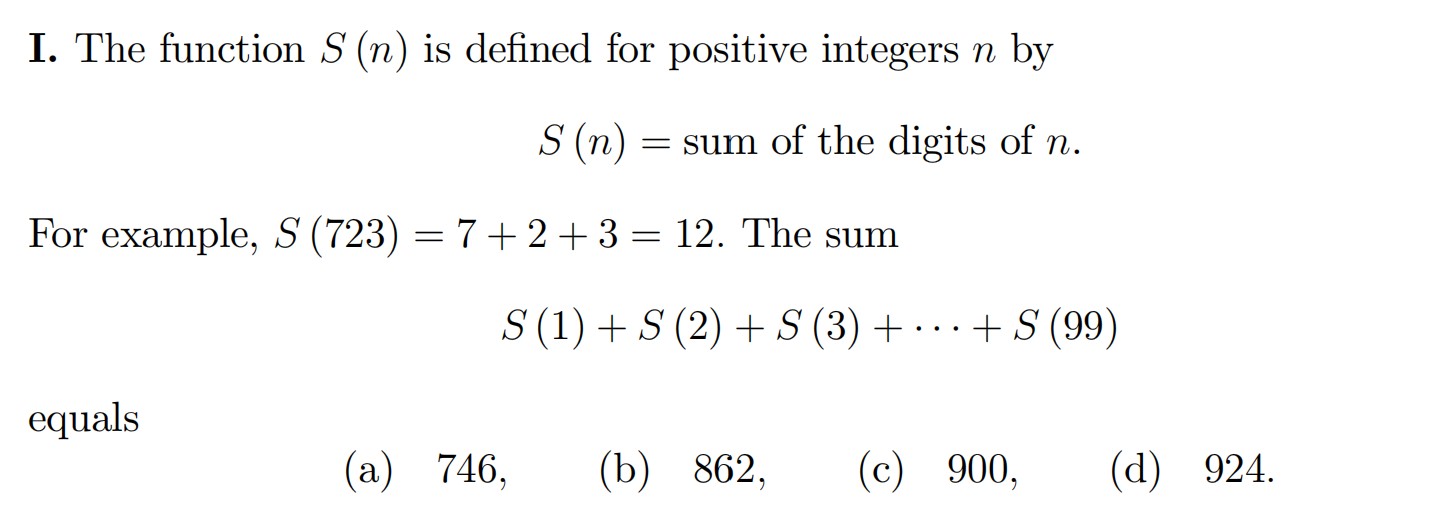 I. The function S (n) is defined for positive integers n by
S (n) = sum of the digits of n.
For example, S (723) = 7 + 2 + 3 = 12. The sum
S (1) + S (2) + S (3) + · · · + S (99)
equals
(a) 746, (b) 862, (c) 900, (d) 924.